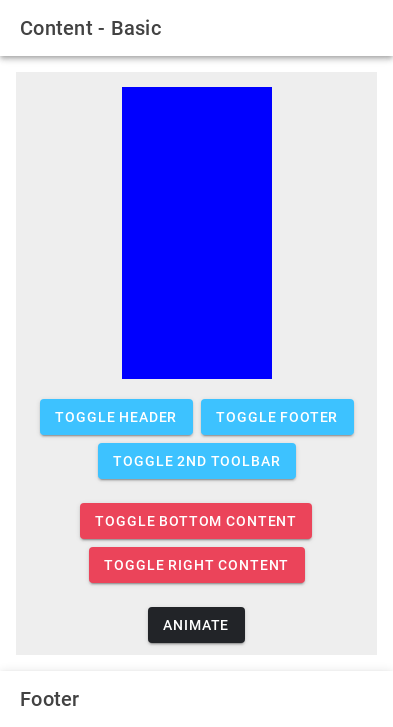 Content - Basic
TOGGLE HEADER TOGGLE FOOTER
TOGGLE 2ND TOOLBAR
TOGGLE BOTTOM CONTENT
TOGGLE RIGHT CONTENT
ANIMATE
Footer